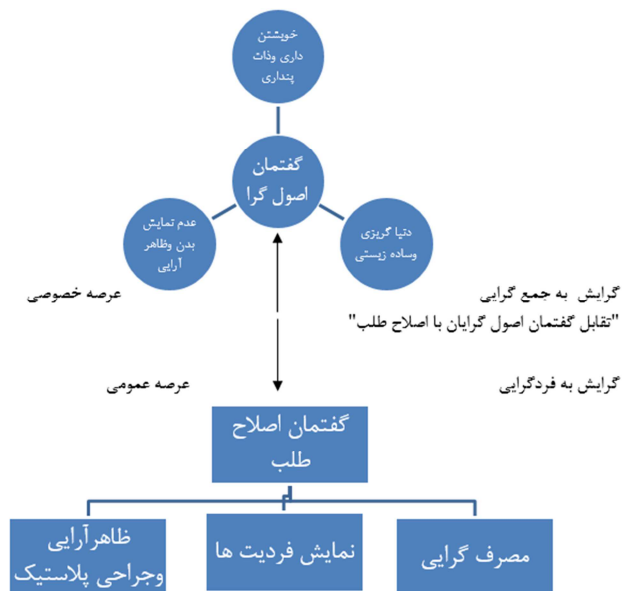 خویشتن
داری وذات
پنداری
گفتمان
اصول گرا
عدم نمایش
بدن وظاهر
آرایی
دنیا گریزی
وساده زیستی
گرایش به جمع گرایی
عرصه خصوصی
"تقابل گفتمان اصول گرایان با اصلاح طلب"
گرایش به فردگرایی
عرصه عمومی
گفتمان اصلاح
طلب
مصرف گرایی
نمایش فردیت ها
ظاهرآرایی
وجراحی پلاستیک